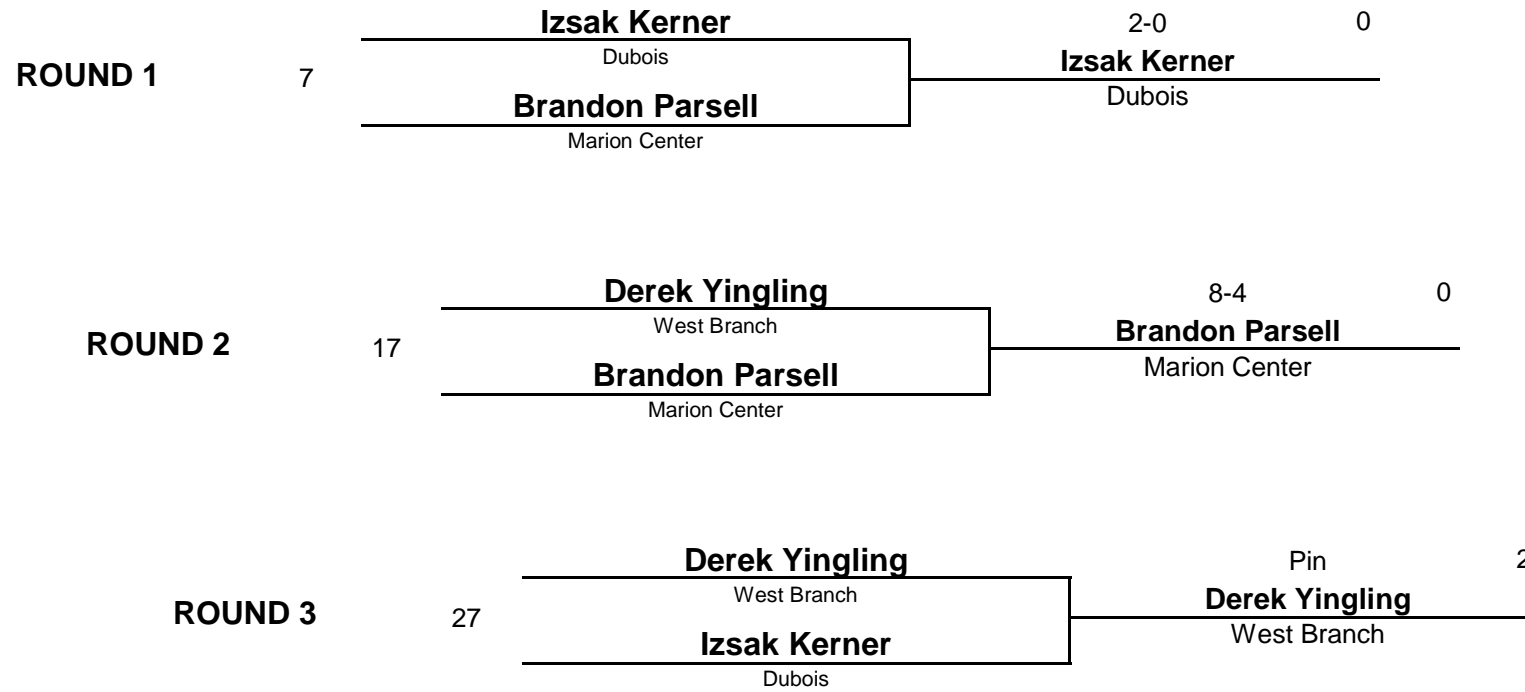 Izsak Kerner 2-0 0
Dubois Izsak Kerner
ROUND 1 7 Dubois
Brandon Parsell
Marion Center
Derek Yingling 8-4 0
West Branch Brandon Parsell
ROUND 2 17 Marion Center
Brandon Parsell
Marion Center
Derek Yingling Pin 2
West Branch Derek Yingling
ROUND 3 27 West Branch
Izsak Kerner
Dubois